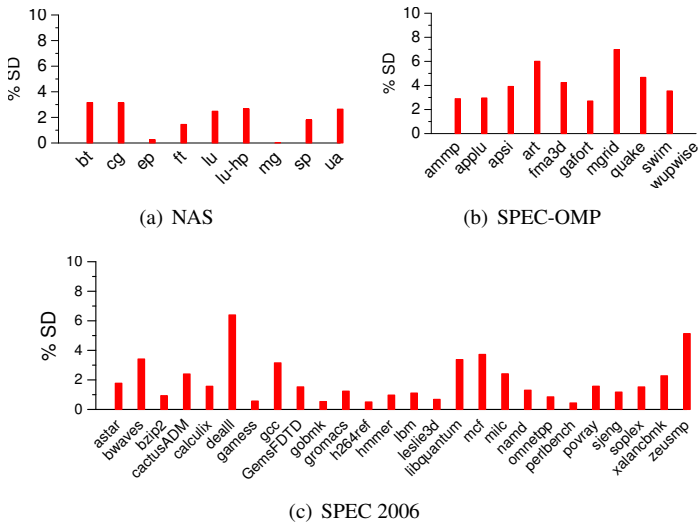 % SD
10
8
6
4
2
0
bt
cg
ep
ft
lu
lu-hp
mg
sp
ua
(a) NAS
% SD
10
8
6
4
2
0
ammp
applu
apsi
art
fma3d
gafort
mgrid
quake
swim
wupwise
(b) SPEC-OMP
% SD
10
8
6
4
2
0
astar
bwaves
bzip2
cactusADM
calculix
dealII
gamess
gcc
GemsFDTD
gobmk
gromacs
h264ref
hmmer
lbm
leslie3d
libquantum
mcf
milc
namd
omnetpp
perlbench
povray
sjeng
soplex
xalancbmk
zeusmp
(c) SPEC 2006